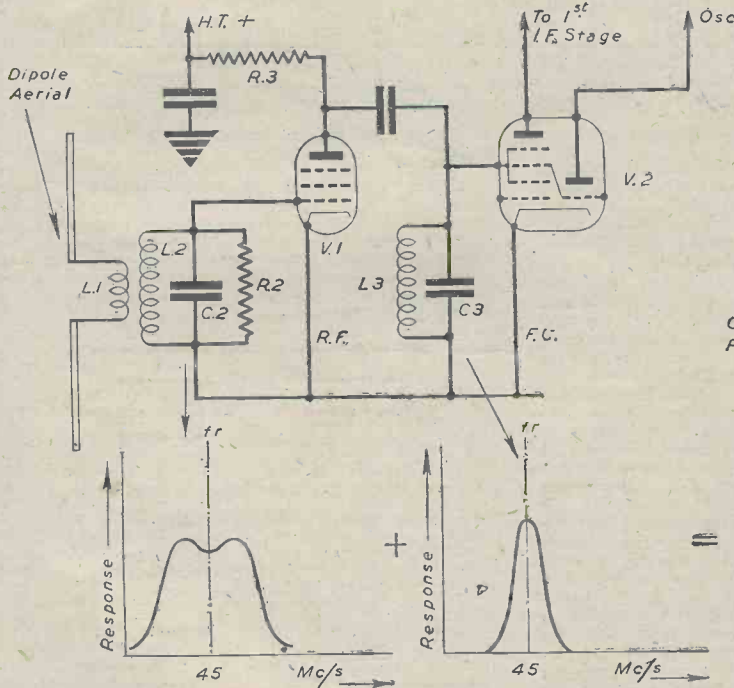 H.T. +
To 1st
I.F. Stage
Osc
R.3
Dipole
Aerial
V.2
L.2
V.1
L.1
C.2
R.2
L3
C3
R.F.
F.C.
fr
fr
Response
+
Response
=
45
Mc/s
45
Mc/s